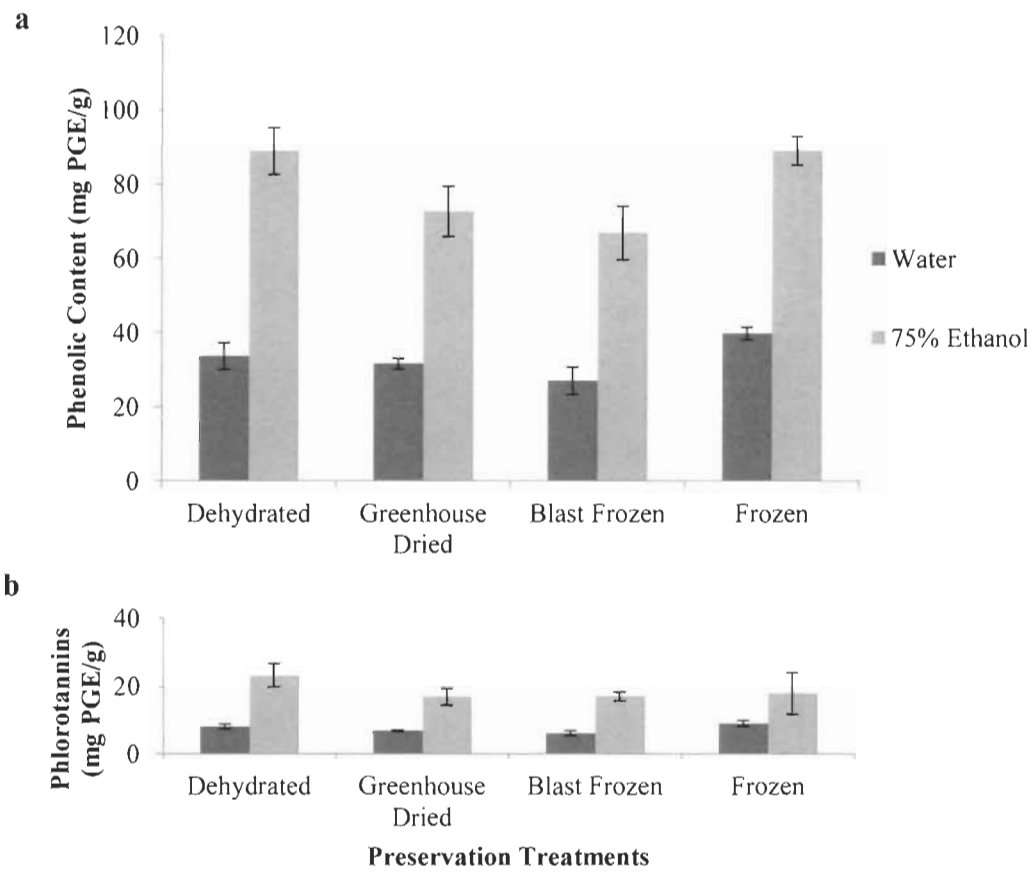 a
120
100
80
60
40
20
0
Phenolic Content (mg PGE/g)
Water
75% Ethanol
Dehydrated
Greenhouse
Dried
Blast Frozen
Frozen
b
40
20
0
Phlorotannins
(mg PGE/g)
Dehydrated
Greenhouse
Dried
Blast Frozen
Frozen
Preservation Treatments